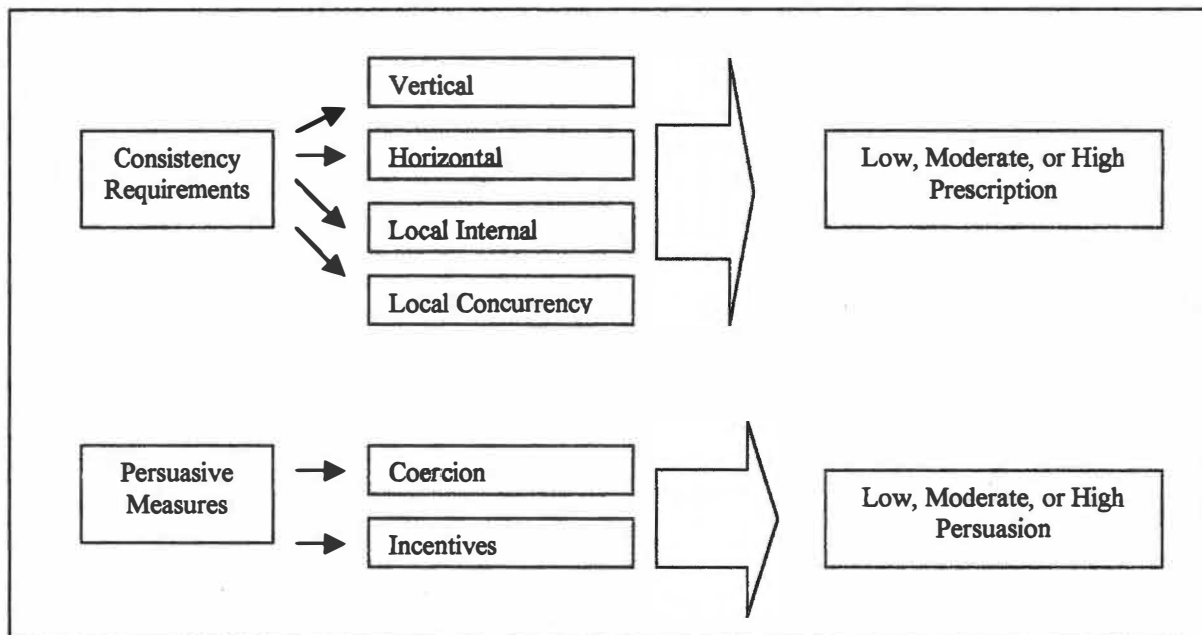 Vertical
Consistency
Requirements
Horizontal
Local Internal
Local Concurrency
Low, Moderate, or High
Prescription
Persuasive
Measures
Coercion
Incentives
Low, Moderate, or High
Persuasion